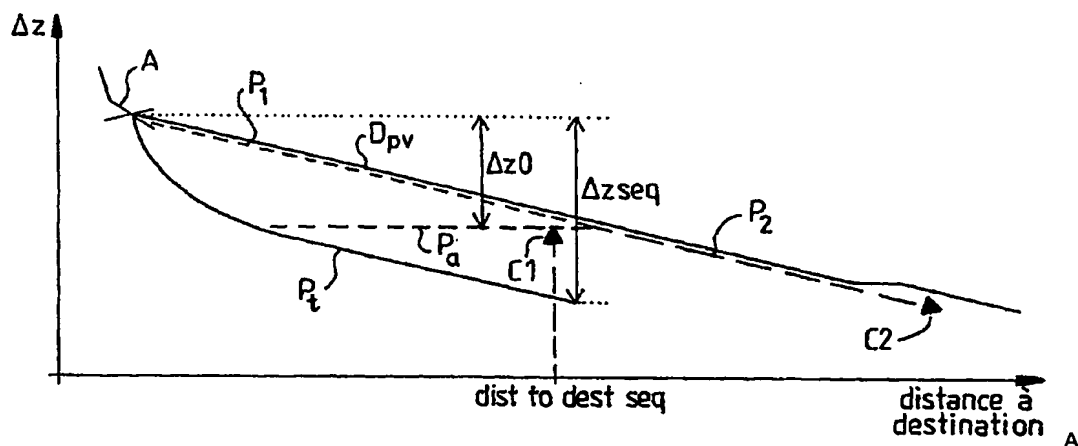 Δz
A
P1
Dpv
Δz0
Δzseq
P2
Pa
C1
Pt
C2
dist to dest seq
distance à
destination
A